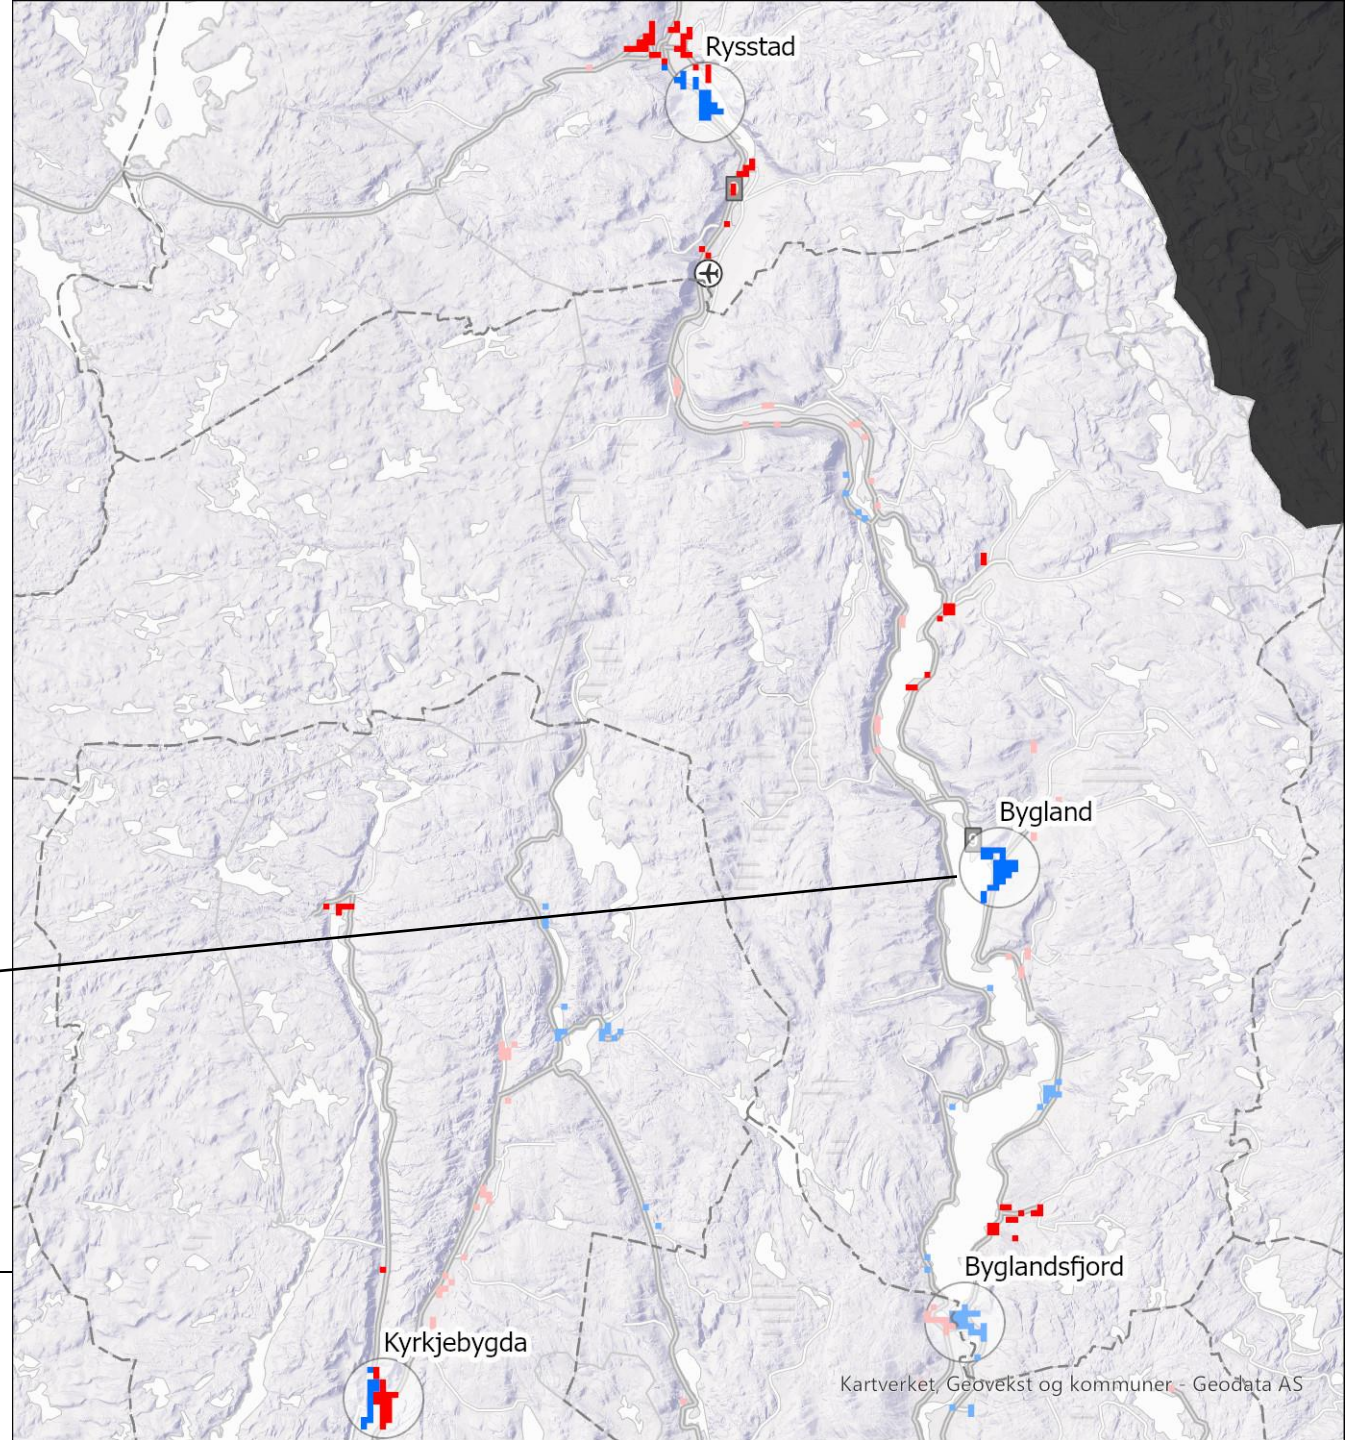 Rysstad
Bygland
Byglandsfjord
Kyrkjebygda
Kartverket, Geovekst og kommuner - Geodata AS